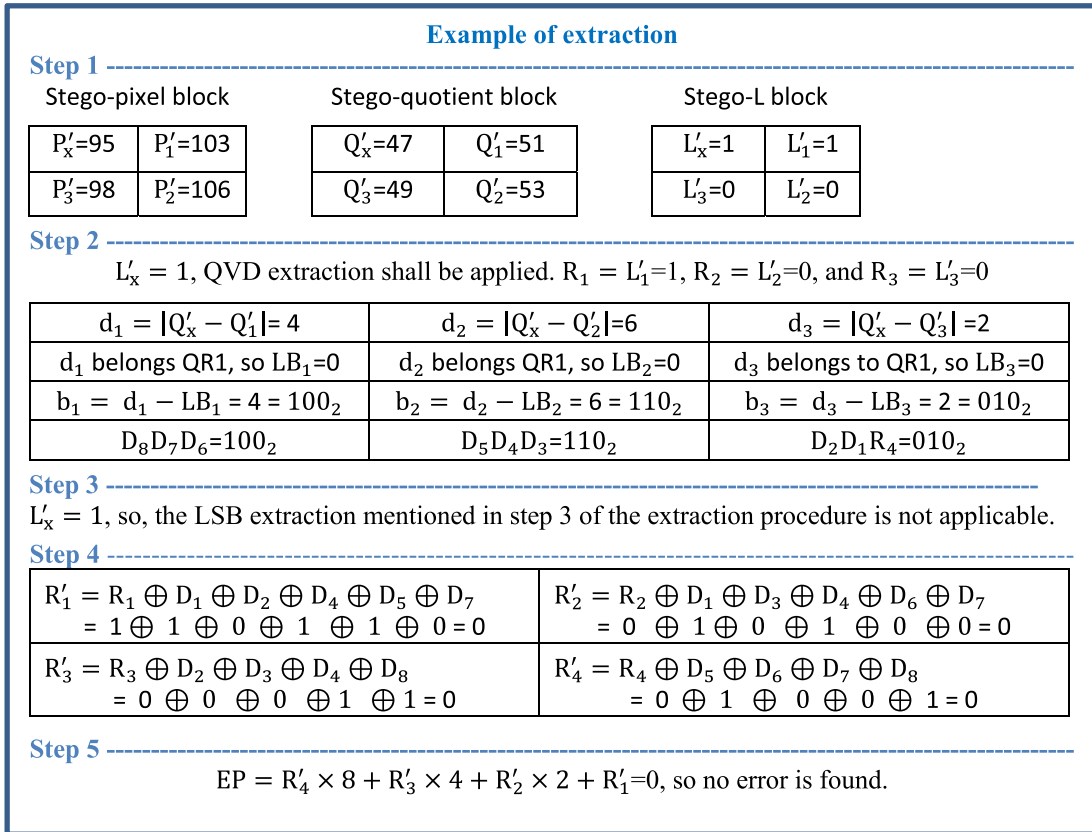 Example of extraction
Step 1
Stego-pixel block Stego-quotient block Stego-L block
P′ₓ=95 P′₁=103 Q′ₓ=47 Q′₁=51 L′ₓ=1 L′₁=1
P′₃=98 P′₂=106 Q′₃=49 Q′₂=53 L′₃=0 L′₂=0
Step 2
L′ₓ = 1, QVD extraction shall be applied. R₁ = L′₁=1, R₂ = L′₂=0, and R₃ = L′₃=0
d₁ = |Q′ₓ − Q′₁|= 4 d₂ = |Q′ₓ − Q′₂|=6 d₃ = |Q′ₓ − Q′₃| =2
d₁ belongs QR1, so LB₁=0 d₂ belongs QR1, so LB₂=0 d₃ belongs to QR1, so LB₃=0
b₁ = d₁ − LB₁ = 4 = 100₂ b₂ = d₂ − LB₂ = 6 = 110₂ b₃ = d₃ − LB₃ = 2 = 010₂
D₈D₇D₆=100₂ D₅D₄D₃=110₂ D₂D₁R₄=010₂
Step 3
L′ₓ = 1, so, the LSB extraction mentioned in step 3 of the extraction procedure is not applicable.
Step 4
R′₁ = R₁ ⊕ D₁ ⊕ D₂ ⊕ D₄ ⊕ D₅ ⊕ D₇ R′₂ = R₂ ⊕ D₁ ⊕ D₃ ⊕ D₄ ⊕ D₆ ⊕ D₇
= 1 ⊕ 1 ⊕ 0 ⊕ 1 ⊕ 1 ⊕ 0 = 0 = 0 ⊕ 1 ⊕ 0 ⊕ 1 ⊕ 0 ⊕ 0 = 0
R′₃ = R₃ ⊕ D₂ ⊕ D₃ ⊕ D₄ ⊕ D₈ R′₄ = R₄ ⊕ D₅ ⊕ D₆ ⊕ D₇ ⊕ D₈
= 0 ⊕ 0 ⊕ 0 ⊕ 1 ⊕ 1 = 0 = 0 ⊕ 1 ⊕ 0 ⊕ 0 ⊕ 1 = 0
Step 5
EP = R′₄ × 8 + R′₃ × 4 + R′₂ × 2 + R′₁=0, so no error is found.